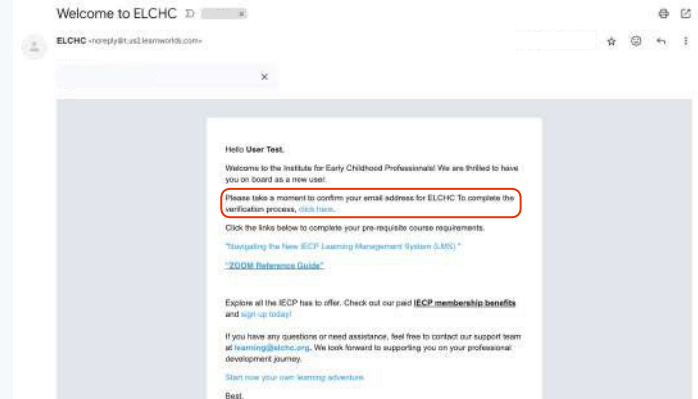 Welcome to ELCHC
ELCHC <noreply@t.us2.learnworlds.com>
Hello User Test,
Welcome to the Institute for Early Childhood Professionals! We are thrilled to have
you on board as a new user.
Please take a moment to confirm your email address for ELCHC To complete the
verification process, click here.
Click the links below to complete your pre-requisite course requirements.
"Navigating the New IECP Learning Management System (LMS) "
"ZOOM Reference Guide"
Explore all the IECP has to offer. Check out our paid IECP membership benefits
and sign up today!
If you have any questions or need assistance, feel free to contact our support team
at learning@elchc.org. We look forward to supporting you on your professional
development journey.
Start now your own learning adventure.
Best,